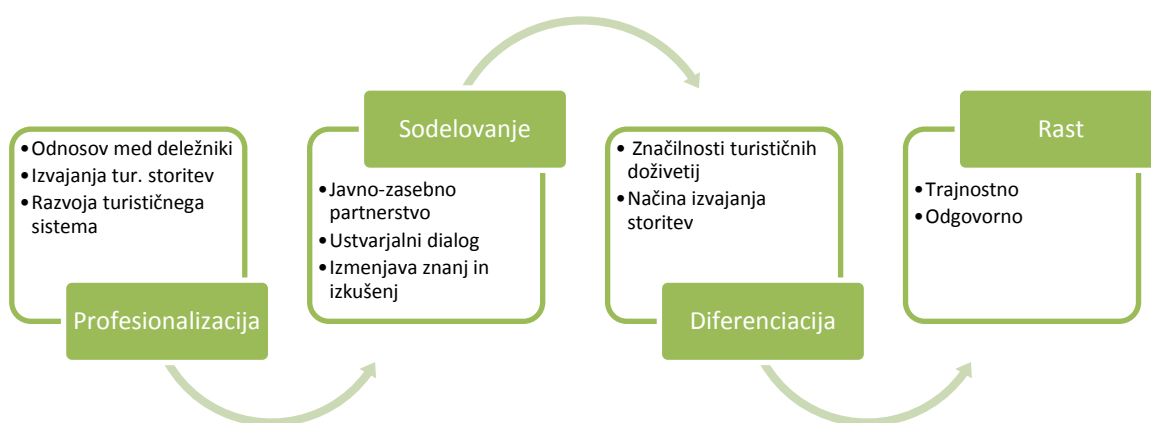 •Odnosov med deležniki
•Izvajanja tur. storitev
•Razvoja turističnega
sistema
Profesionalizacija
Sodelovanje
•Javno-zasebno
partnerstvo
•Ustvarjalni dialog
•Izmenjava znanj in
izkušenj
• Značilnosti turističnih
doživetij
•Načina izvajanja
storitev
Diferenciacija
Rast
•Trajnostno
•Odgovorno